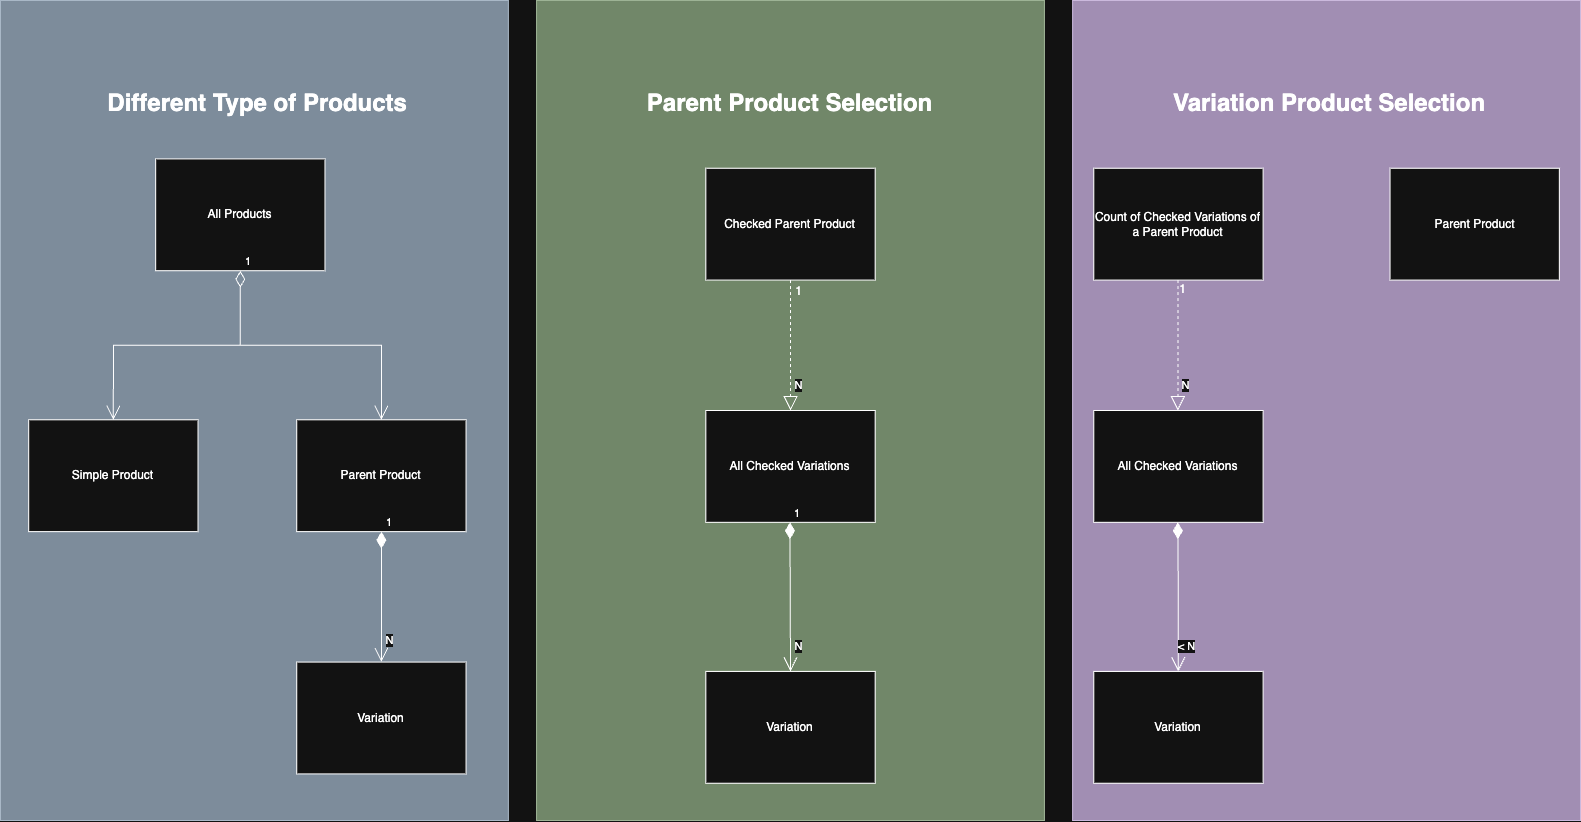 Different Type of Products
All Products
1
Simple Product
Parent Product
1
N
Variation
Parent Product Selection
Checked Parent Product
1
N
All Checked Variations
1
N
Variation
Variation Product Selection
Count of Checked Variations of
a Parent Product
Parent Product
1
N
All Checked Variations
< N
Variation